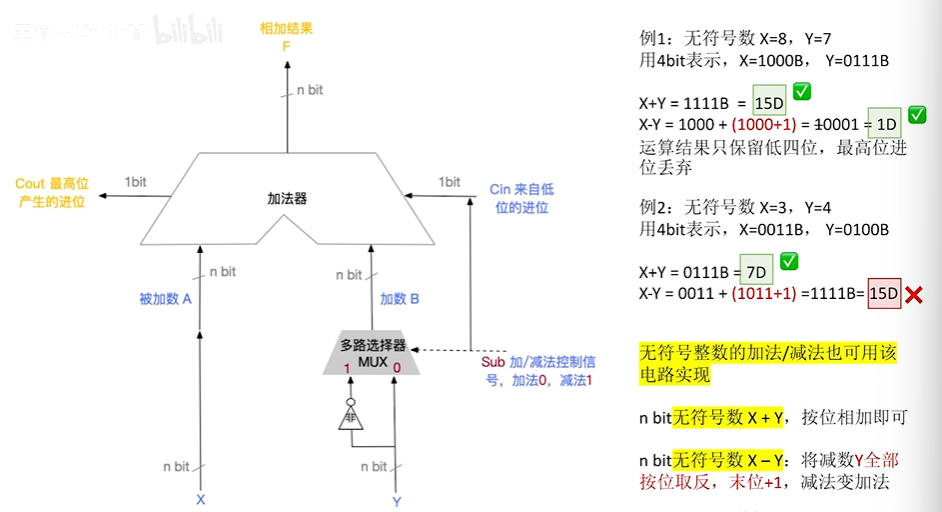 bilibili
相加结果
F
n bit
1bit
Cout 最高位
产生的进位
加法器
1bit
Cin 来自低
位的进位
n bit
n bit
被加数 A
加数 B
多路选择器
MUX
1
0
Sub 加/减法控制信
号，加法0，减法1
非
n bit
n bit
X
Y
例1：无符号数 X=8，Y=7
用4bit表示，X=1000B， Y=0111B
X+Y = 1111B = 15D
X-Y = 1000 + (1000+1) = 10001 = 1D
运算结果只保留低四位，最高位进
位丢弃
例2：无符号数 X=3，Y=4
用4bit表示，X=0011B， Y=0100B
X+Y = 0111B = 7D
X-Y = 0011 + (1011+1) =1111B= 15D
无符号整数的加法/减法也可用该
电路实现
n bit无符号数 X + Y，按位相加即可
n bit无符号数 X – Y：将减数Y全部
按位取反，末位+1，减法变加法